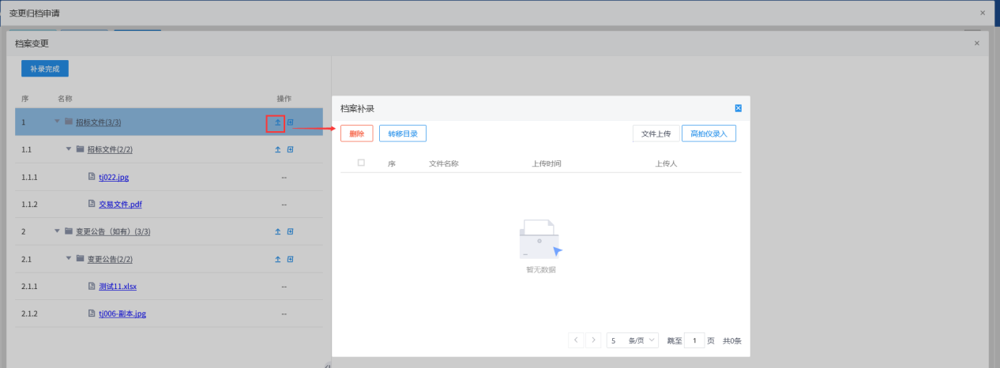 变更归档申请
档案变更
补录完成
序 名称 操作
1 招标文件(3/3)
1.1 招标文件(2/2)
1.1.1 tj022.jpg --
1.1.2 交易文件.pdf --
2 变更公告（如有）(3/3)
2.1 变更公告(2/2)
2.1.1 测试11.xlsx --
2.1.2 tj006-副本.jpg --
档案补录
删除 转移目录 文件上传 高拍仪录入
序 文件名称 上传时间 上传人
暂无数据
5 条/页 跳至 1 页 共0条